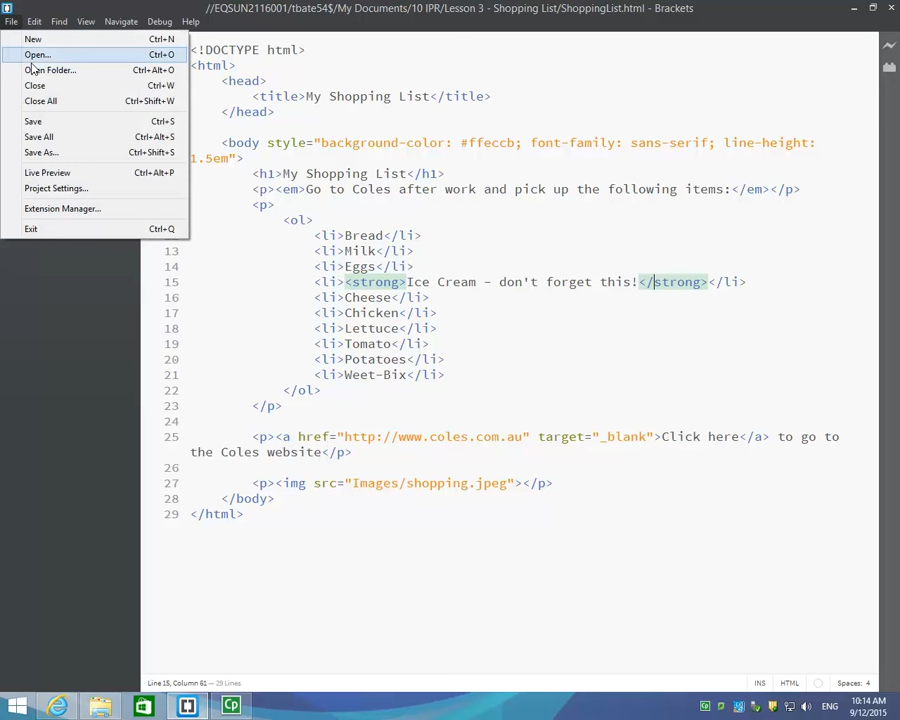 //EQSUN2116001/tbate54$/My Documents/10 IPR/Lesson 3 - Shopping List/ShoppingList.html - Brackets
File Edit Find View Navigate Debug Help
New Ctrl+N
Open... Ctrl+O
Open Folder... Ctrl+Alt+O
Close Ctrl+W
Close All Ctrl+Shift+W
Save Ctrl+S
Save All Ctrl+Alt+S
Save As... Ctrl+Shift+S
Live Preview Ctrl+Alt+P
Project Settings...
Extension Manager...
Exit Ctrl+Q
<!DOCTYPE html>
<html>
<head>
<title>My Shopping List</title>
</head>
<body style="background-color: #ffeccb; font-family: sans-serif; line-height:
1.5em">
<h1>My Shopping List</h1>
<p><em>Go to Coles after work and pick up the following items:</em></p>
<p>
<ol>
<li>Bread</li>
13 <li>Milk</li>
14 <li>Eggs</li>
15 <li><strong>Ice Cream - don't forget this!</strong></li>
16 <li>Cheese</li>
17 <li>Chicken</li>
18 <li>Lettuce</li>
19 <li>Tomato</li>
20 <li>Potatoes</li>
21 <li>Weet-Bix</li>
22 </ol>
23 </p>
24
25 <p><a href="http://www.coles.com.au" target="_blank">Click here</a> to go to
the Coles website</p>
26
27 <p><img src="Images/shopping.jpeg"></p>
28 </body>
29 </html>
Line 15, Column 61 — 29 Lines
INS HTML Spaces: 4
ENG
10:14 AM
9/12/2015
Cp